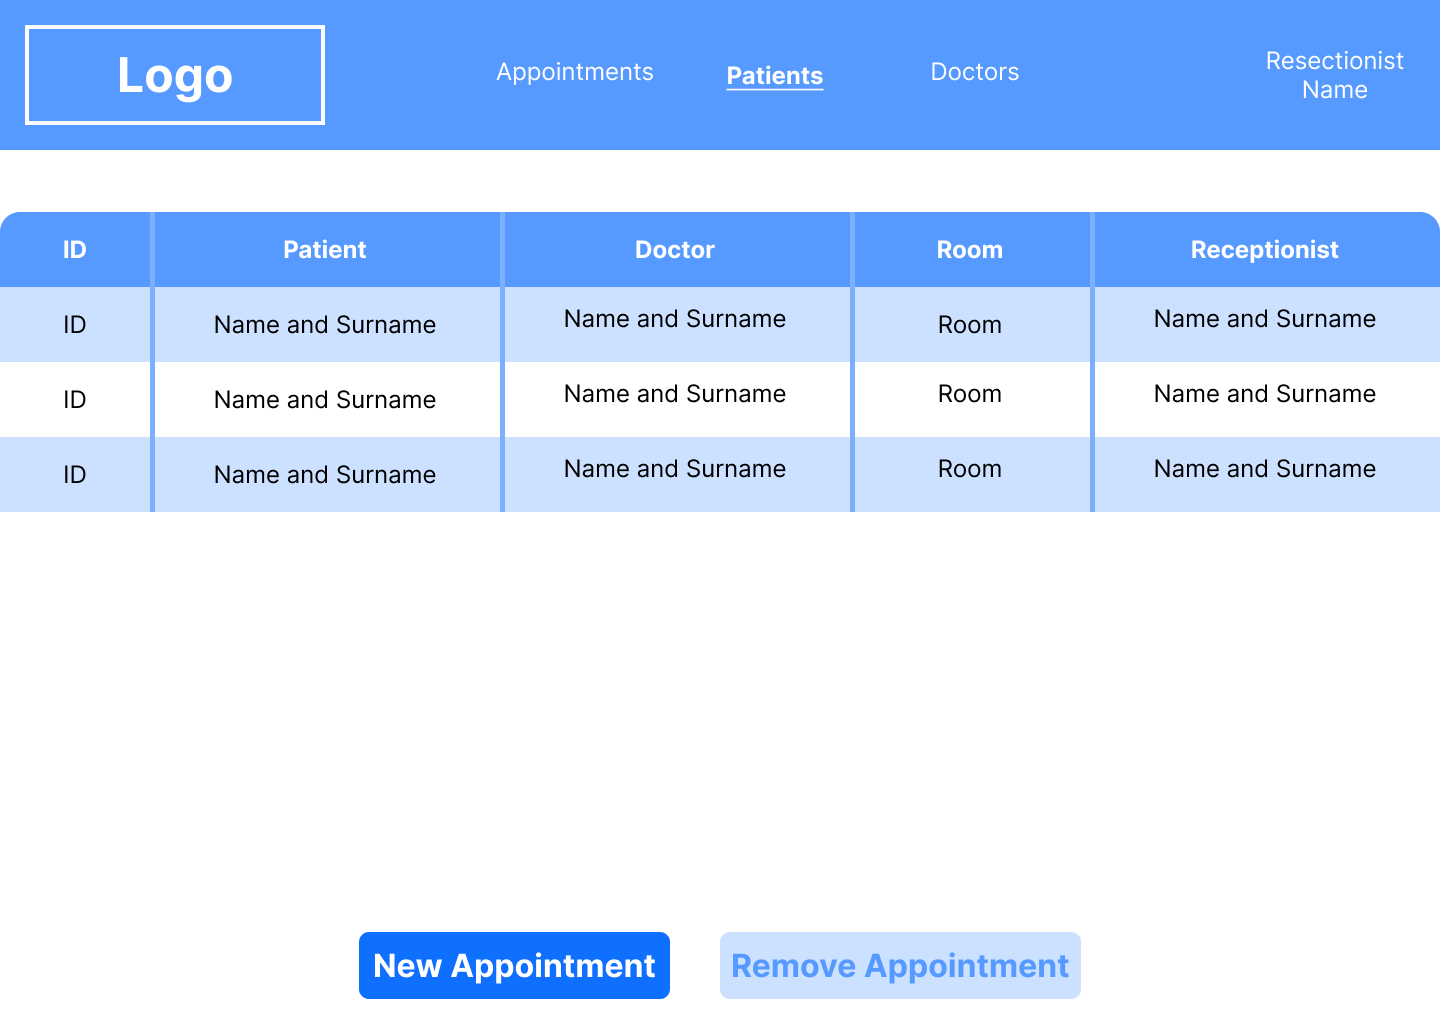 Logo
Appointments
Patients
Doctors
Resectionist
Name
ID Patient Doctor Room Receptionist
ID Name and Surname Name and Surname Room Name and Surname
ID Name and Surname Name and Surname Room Name and Surname
ID Name and Surname Name and Surname Room Name and Surname
New Appointment
Remove Appointment